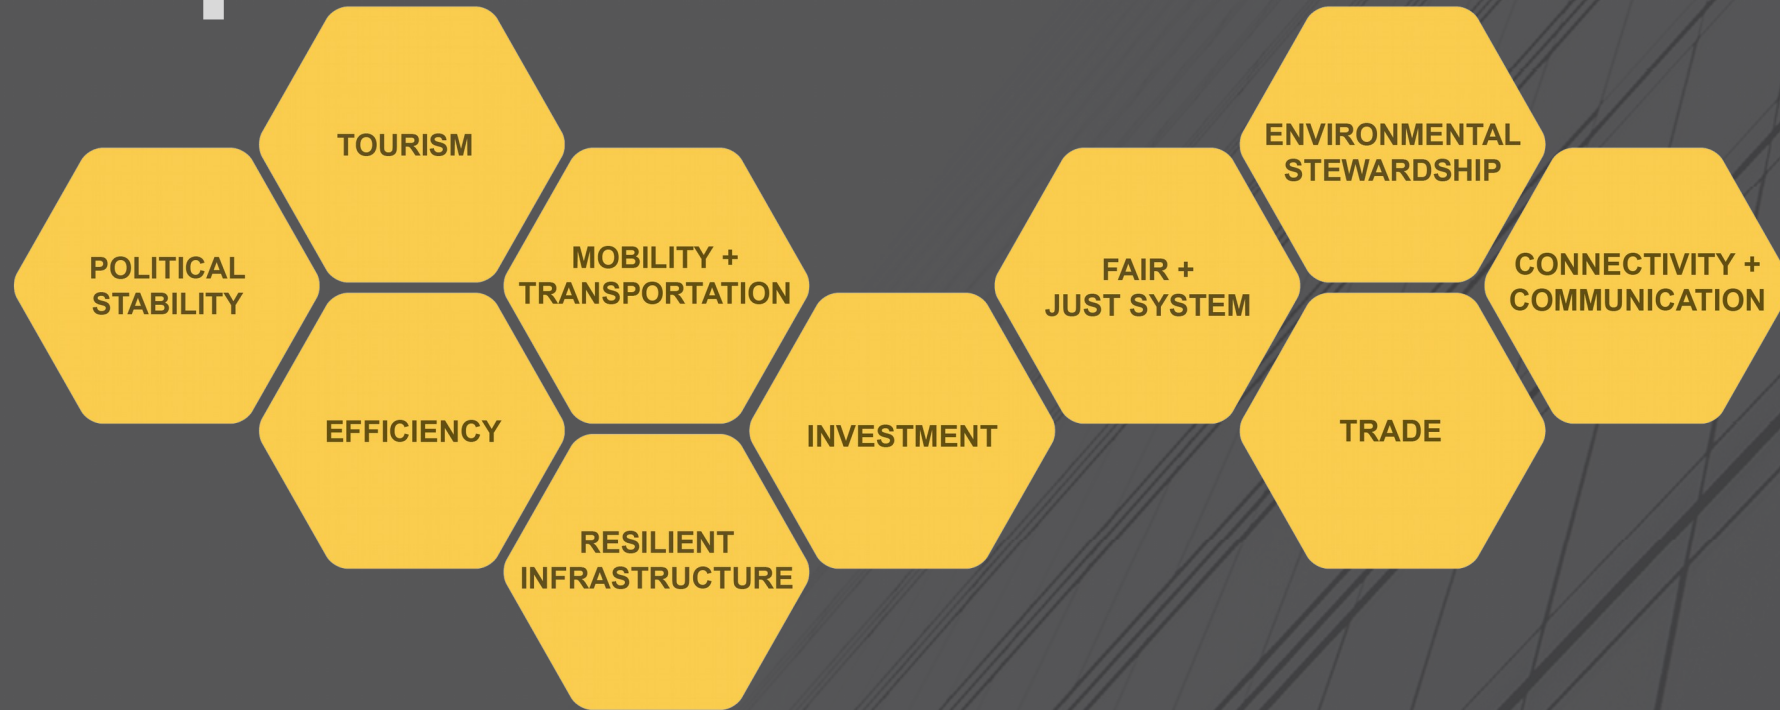 TOURISM
POLITICAL
STABILITY
MOBILITY +
TRANSPORTATION
EFFICIENCY
RESILIENT
INFRASTRUCTURE
INVESTMENT
FAIR +
JUST SYSTEM
ENVIRONMENTAL
STEWARDSHIP
CONNECTIVITY +
COMMUNICATION
TRADE